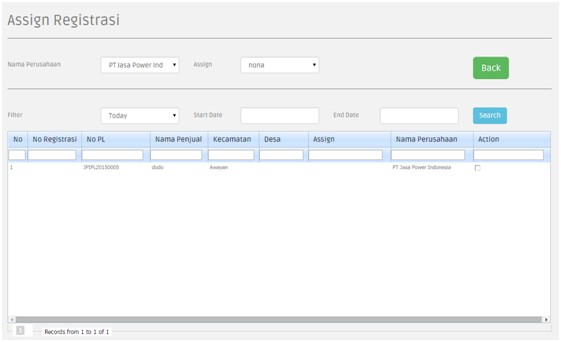 Assign Registrasi
Nama Perusahaan PT Jasa Power Ind Assign nona Back
Filter Today Start Date End Date Search
No No Registrasi No PL Nama Penjual Kecamatan Desa Assign Nama Perusahaan Action
1 JPIPL20150005 dodo Awayan PT Jasa Power Indonesia
1 Records from 1 to 1 of 1